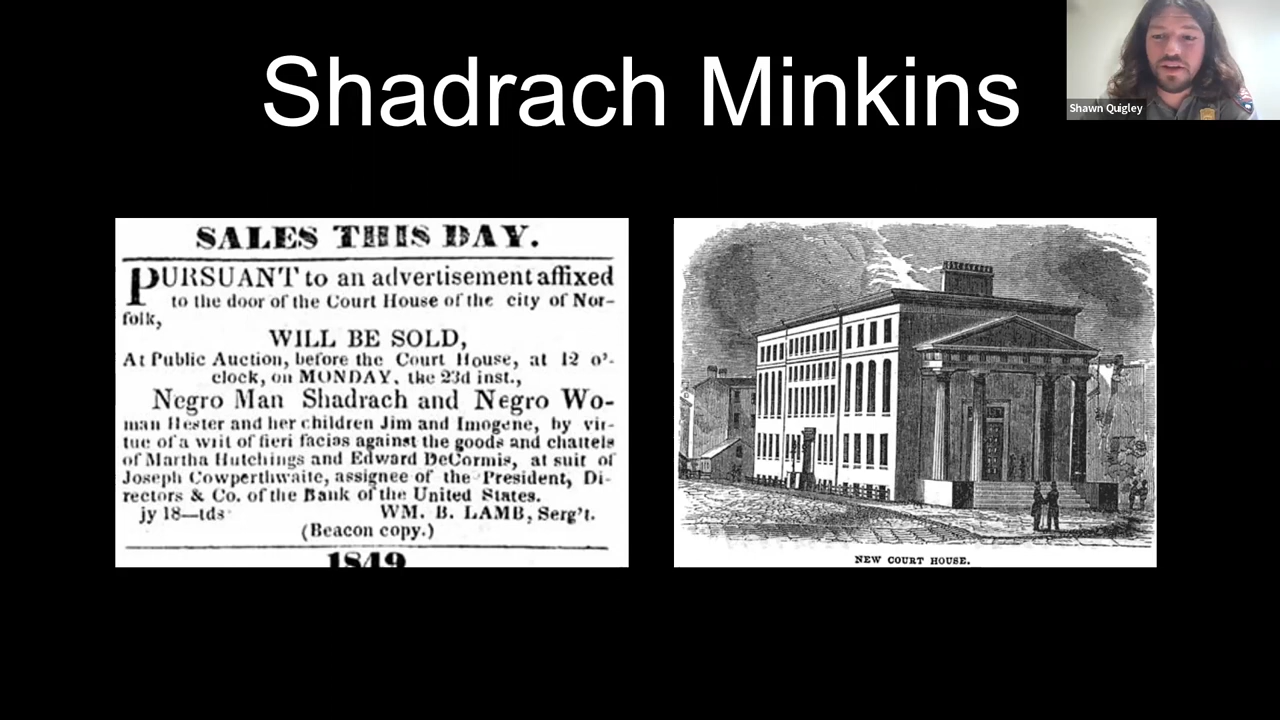 Shadrach Minkins
Shawn Quigley
SALES THIS DAY.
PURSUANT to an advertisement affixed
to the door of the Court House of the city of Nor-
folk,
WILL BE SOLD,
At Public Auction, before the Court House, at 12 o'-
clock, on MONDAY, the 23d inst.,
Negro Man Shadrach and Negro Wo-
man Hester and her children Jim and Imogene, by vir-
tue of a writ of fieri facias against the goods and chattels
of Martha Hutchings and Edward DeCormis, at suit of
Joseph Cowperthwaite, assignee of the President, Di-
rectors & Co. of the Bank of the United States.
jy 18—tds WM. B. LAMB, Serg't.
(Beacon copy.)
1849
NEW COURT HOUSE.